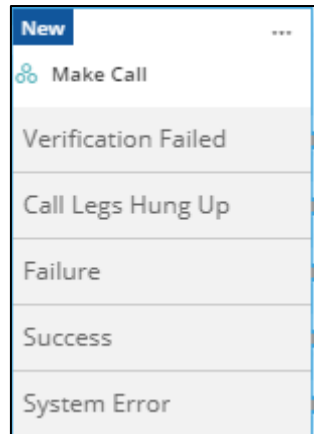 New
...
Make Call
Verification Failed
Call Legs Hung Up
Failure
Success
System Error